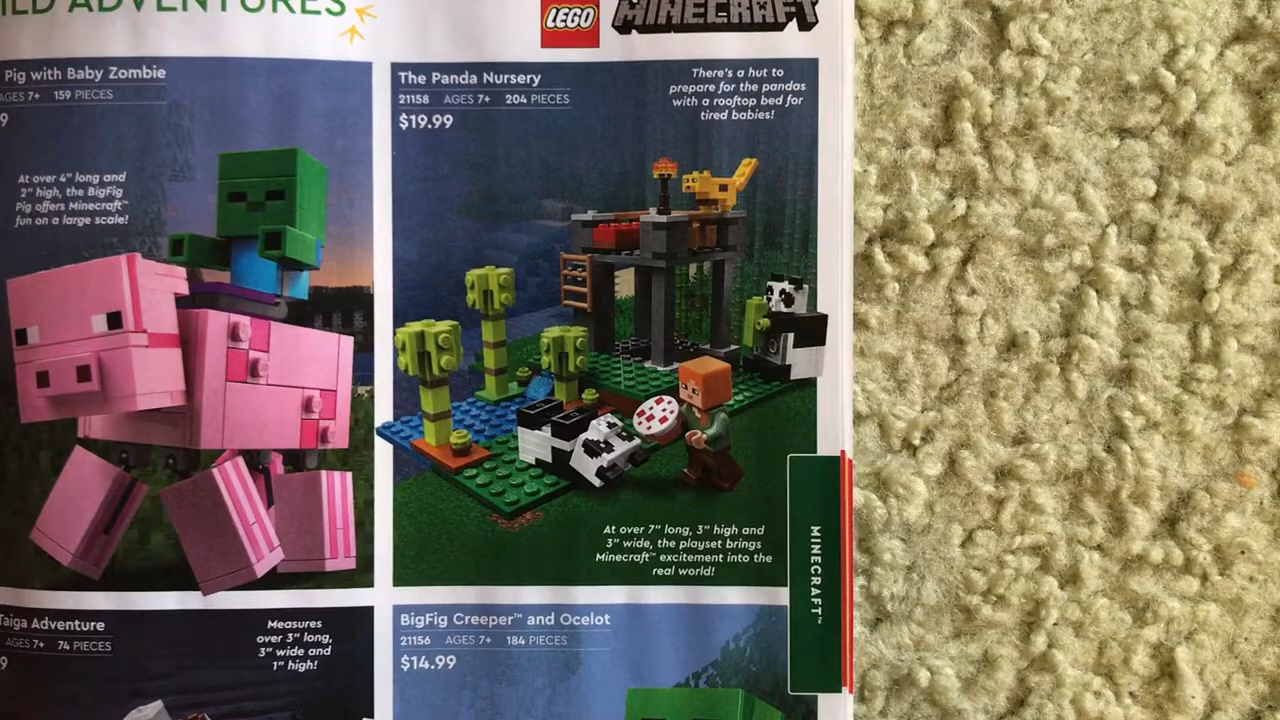 ILD ADVENTURES
LEGO
MINECRAFT
Pig with Baby Zombie
AGES 7+ 159 PIECES
9
At over 4" long and
2" high, the BigFig
Pig offers Minecraft™
fun on a large scale!
The Panda Nursery
21158 AGES 7+ 204 PIECES
$19.99
There's a hut to
prepare for the pandas
with a rooftop bed for
tired babies!
At over 7" long, 3" high and
3" wide, the playset brings
Minecraft™ excitement into the
real world!
MINECRAFT™
Taiga Adventure
AGES 7+ 74 PIECES
9
Measures
over 3" long,
3" wide and
1" high!
BigFig Creeper™ and Ocelot
21156 AGES 7+ 184 PIECES
$14.99